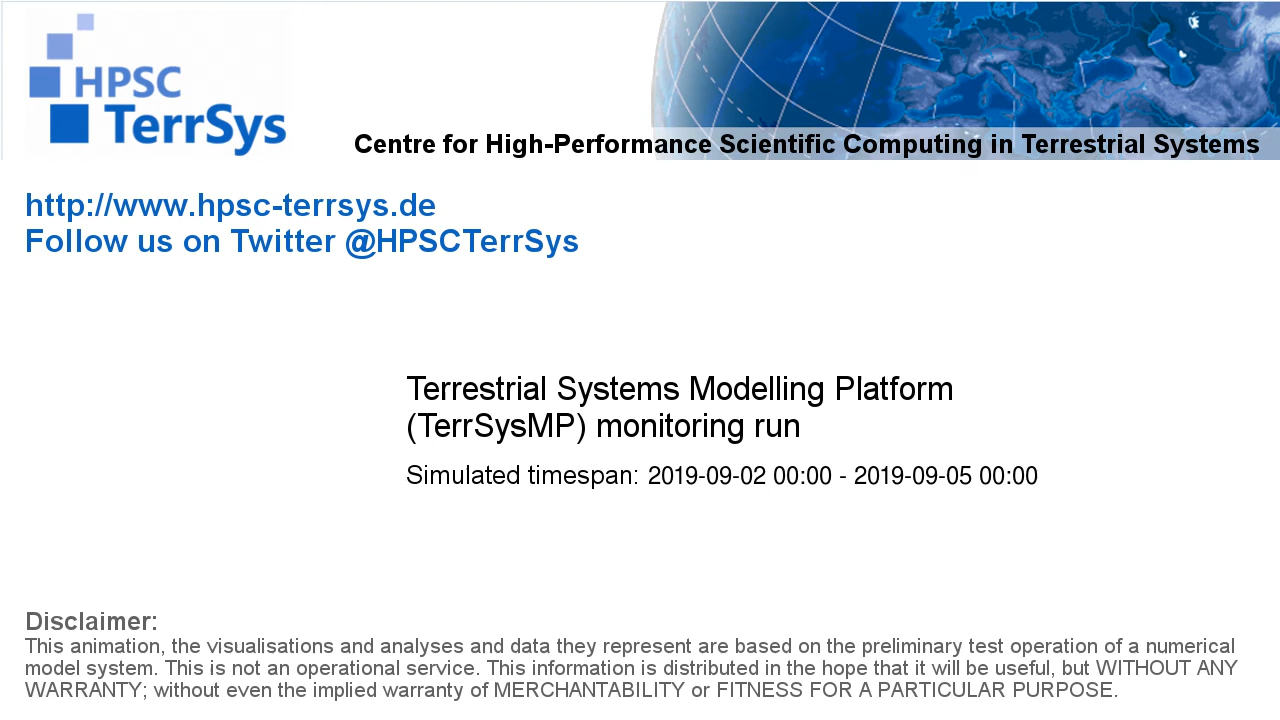 HPSC
TerrSys
Centre for High-Performance Scientific Computing in Terrestrial Systems
http://www.hpsc-terrsys.de
Follow us on Twitter @HPSCTerrSys
Terrestrial Systems Modelling Platform
(TerrSysMP) monitoring run
Simulated timespan: 2019-09-02 00:00 - 2019-09-05 00:00
Disclaimer:
This animation, the visualisations and analyses and data they represent are based on the preliminary test operation of a numerical
model system. This is not an operational service. This information is distributed in the hope that it will be useful, but WITHOUT ANY
WARRANTY; without even the implied warranty of MERCHANTABILITY or FITNESS FOR A PARTICULAR PURPOSE.